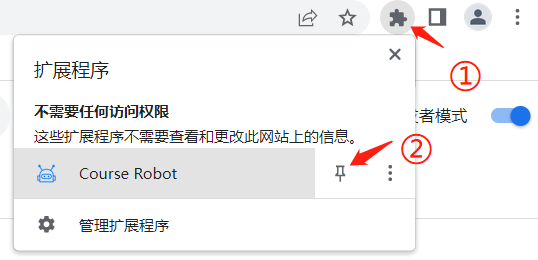 ①
扩展程序
不需要任何访问权限
这些扩展程序不需要查看和更改此网站上的信息。
发者模式
②
Course Robot
管理扩展程序